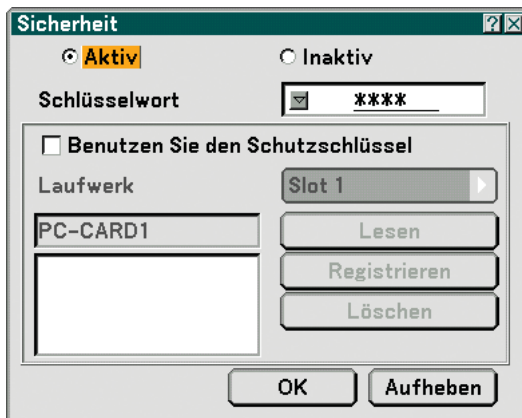 Sicherheit
Aktiv Inaktiv
Schlüsselwort ****
Benutzen Sie den Schutzschlüssel
Laufwerk Slot 1
PC-CARD1 Lesen
Registrieren
Löschen
OK Aufheben